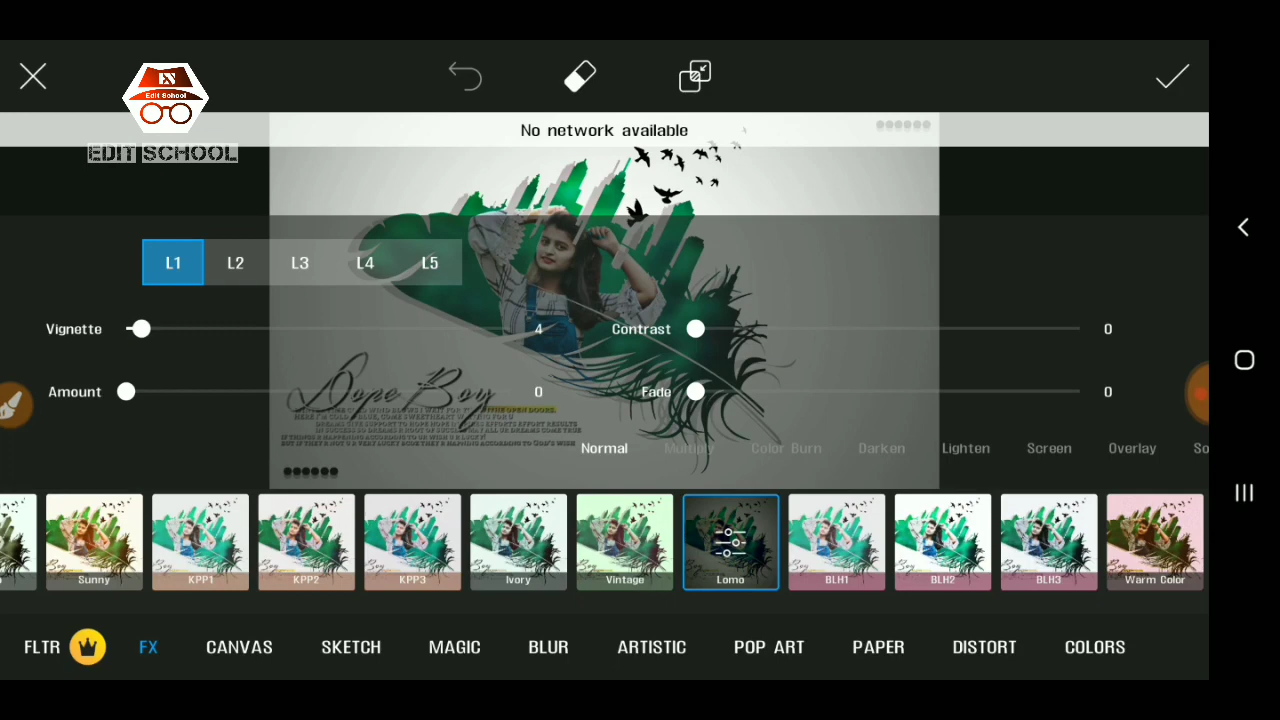 ES
Edit School
EDIT SCHOOL
No network available
L1 L2 L3 L4 L5
Vignette 4 Contrast 0
Amount 0 Fade 0
Dope Boy
Normal Multiply Color Burn Darken Lighten Screen Overlay So
Sunny KPP1 KPP2 KPP3 Ivory Vintage Lomo BLH1 BLH2 BLH3 Warm Color
FLTR FX CANVAS SKETCH MAGIC BLUR ARTISTIC POP ART PAPER DISTORT COLORS